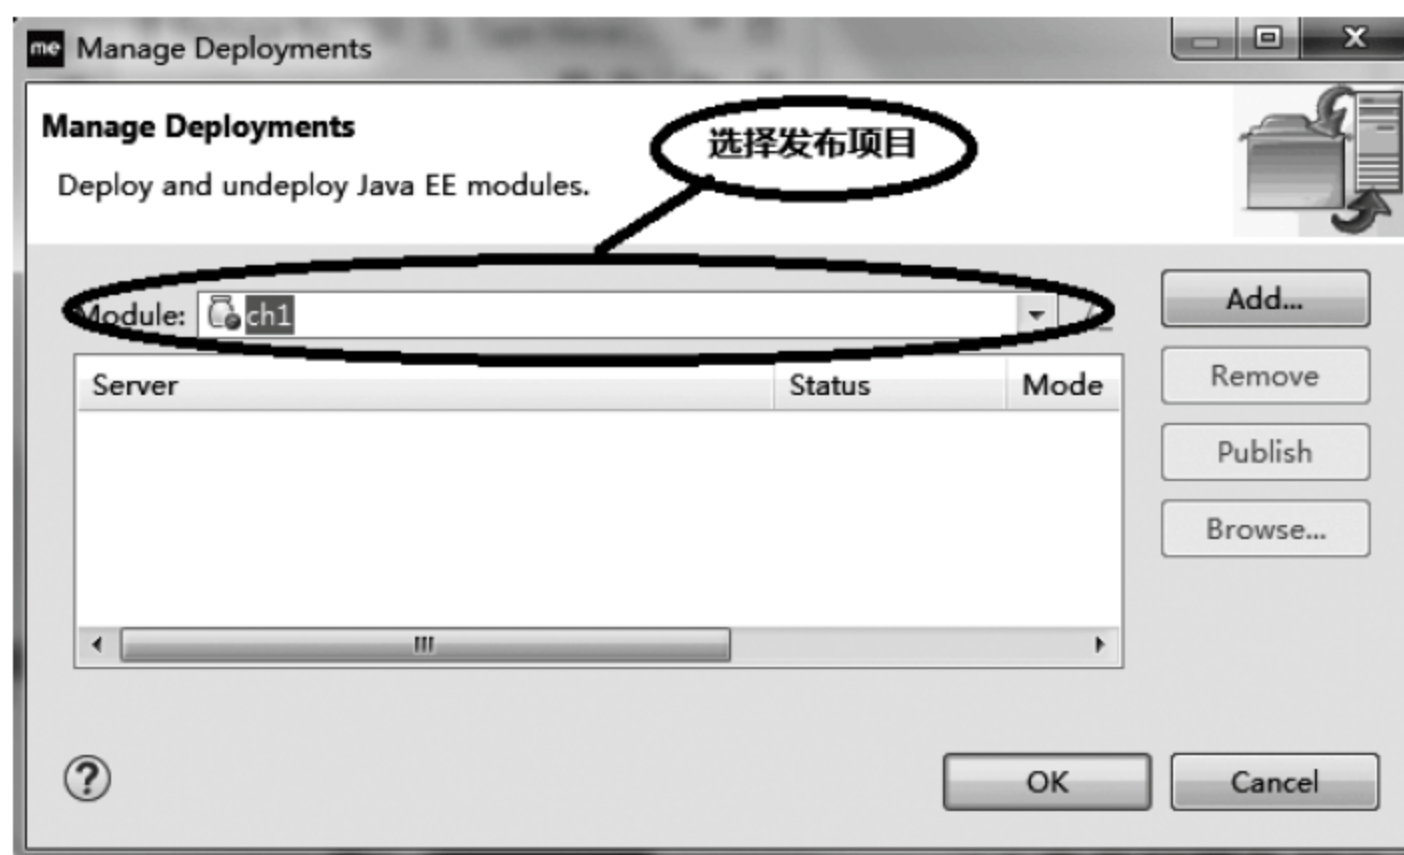 me Manage Deployments
Manage Deployments
选择发布项目
Deploy and undeploy Java EE modules.
Module: ch1
Add...
Server Status Mode
Remove
Publish
Browse...
? OK Cancel